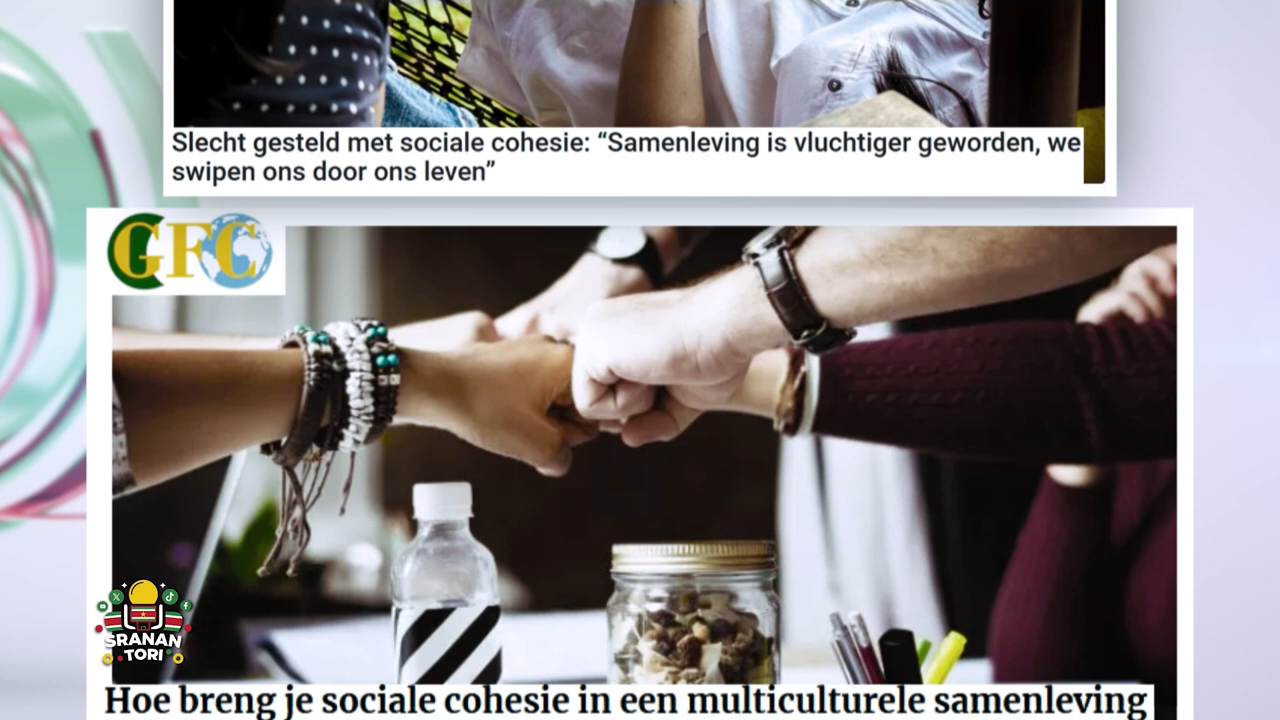 Slecht gesteld met sociale cohesie: “Samenleving is vluchtiger geworden, we
swipen ons door ons leven”
GFC
SRANAN
TORI
Hoe breng je sociale cohesie in een multiculturele samenleving